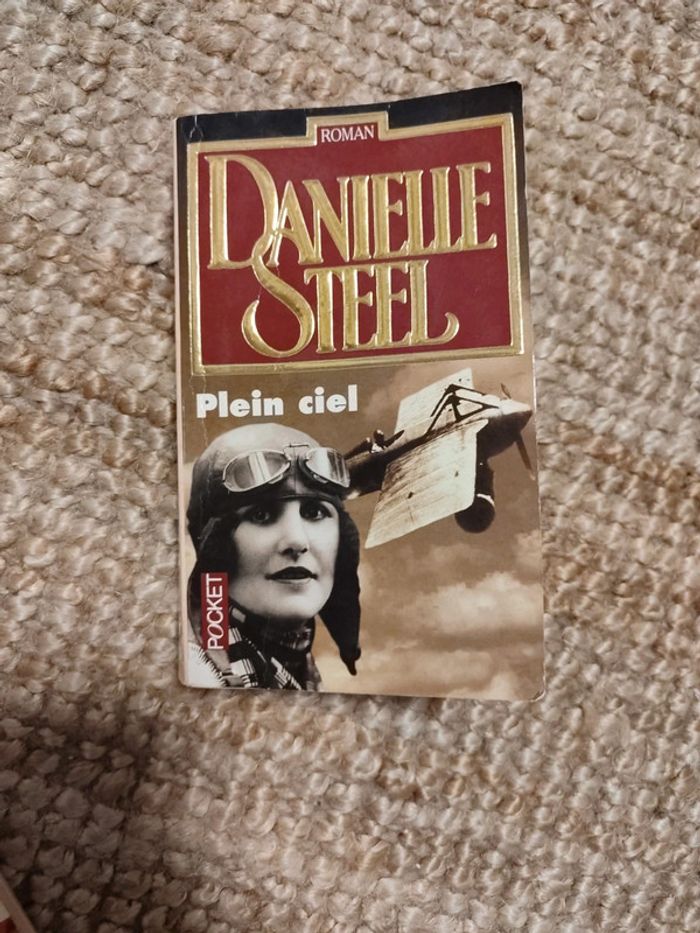 ROMAN
DANIELLE
STEEL
Plein ciel
POCKET